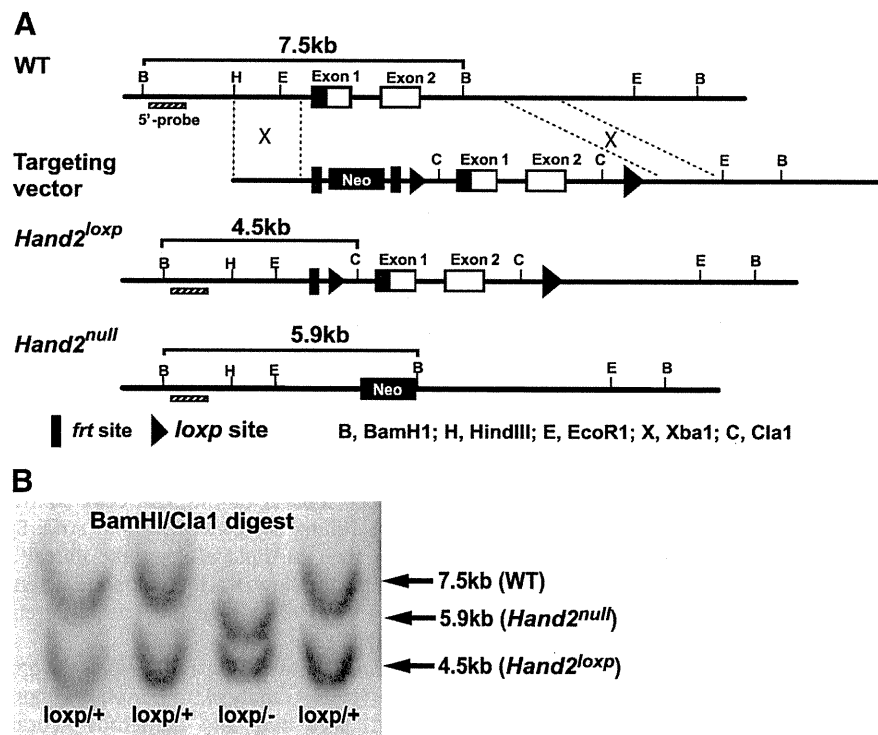 A
WT
7.5kb
B H E Exon 1 Exon 2 B E B
5'-probe
X X
Targeting vector
Neo C Exon 1 Exon 2 C E B
Hand2loxp
4.5kb
B H E C Exon 1 Exon 2 C E B
Hand2null
5.9kb
B H E Neo B E B
frt site loxp site B, BamH1; H, HindIII; E, EcoR1; X, Xba1; C, Cla1
B
BamHI/Cla1 digest
7.5kb (WT)
5.9kb (Hand2null)
4.5kb (Hand2loxp)
loxp/+ loxp/+ loxp/- loxp/+